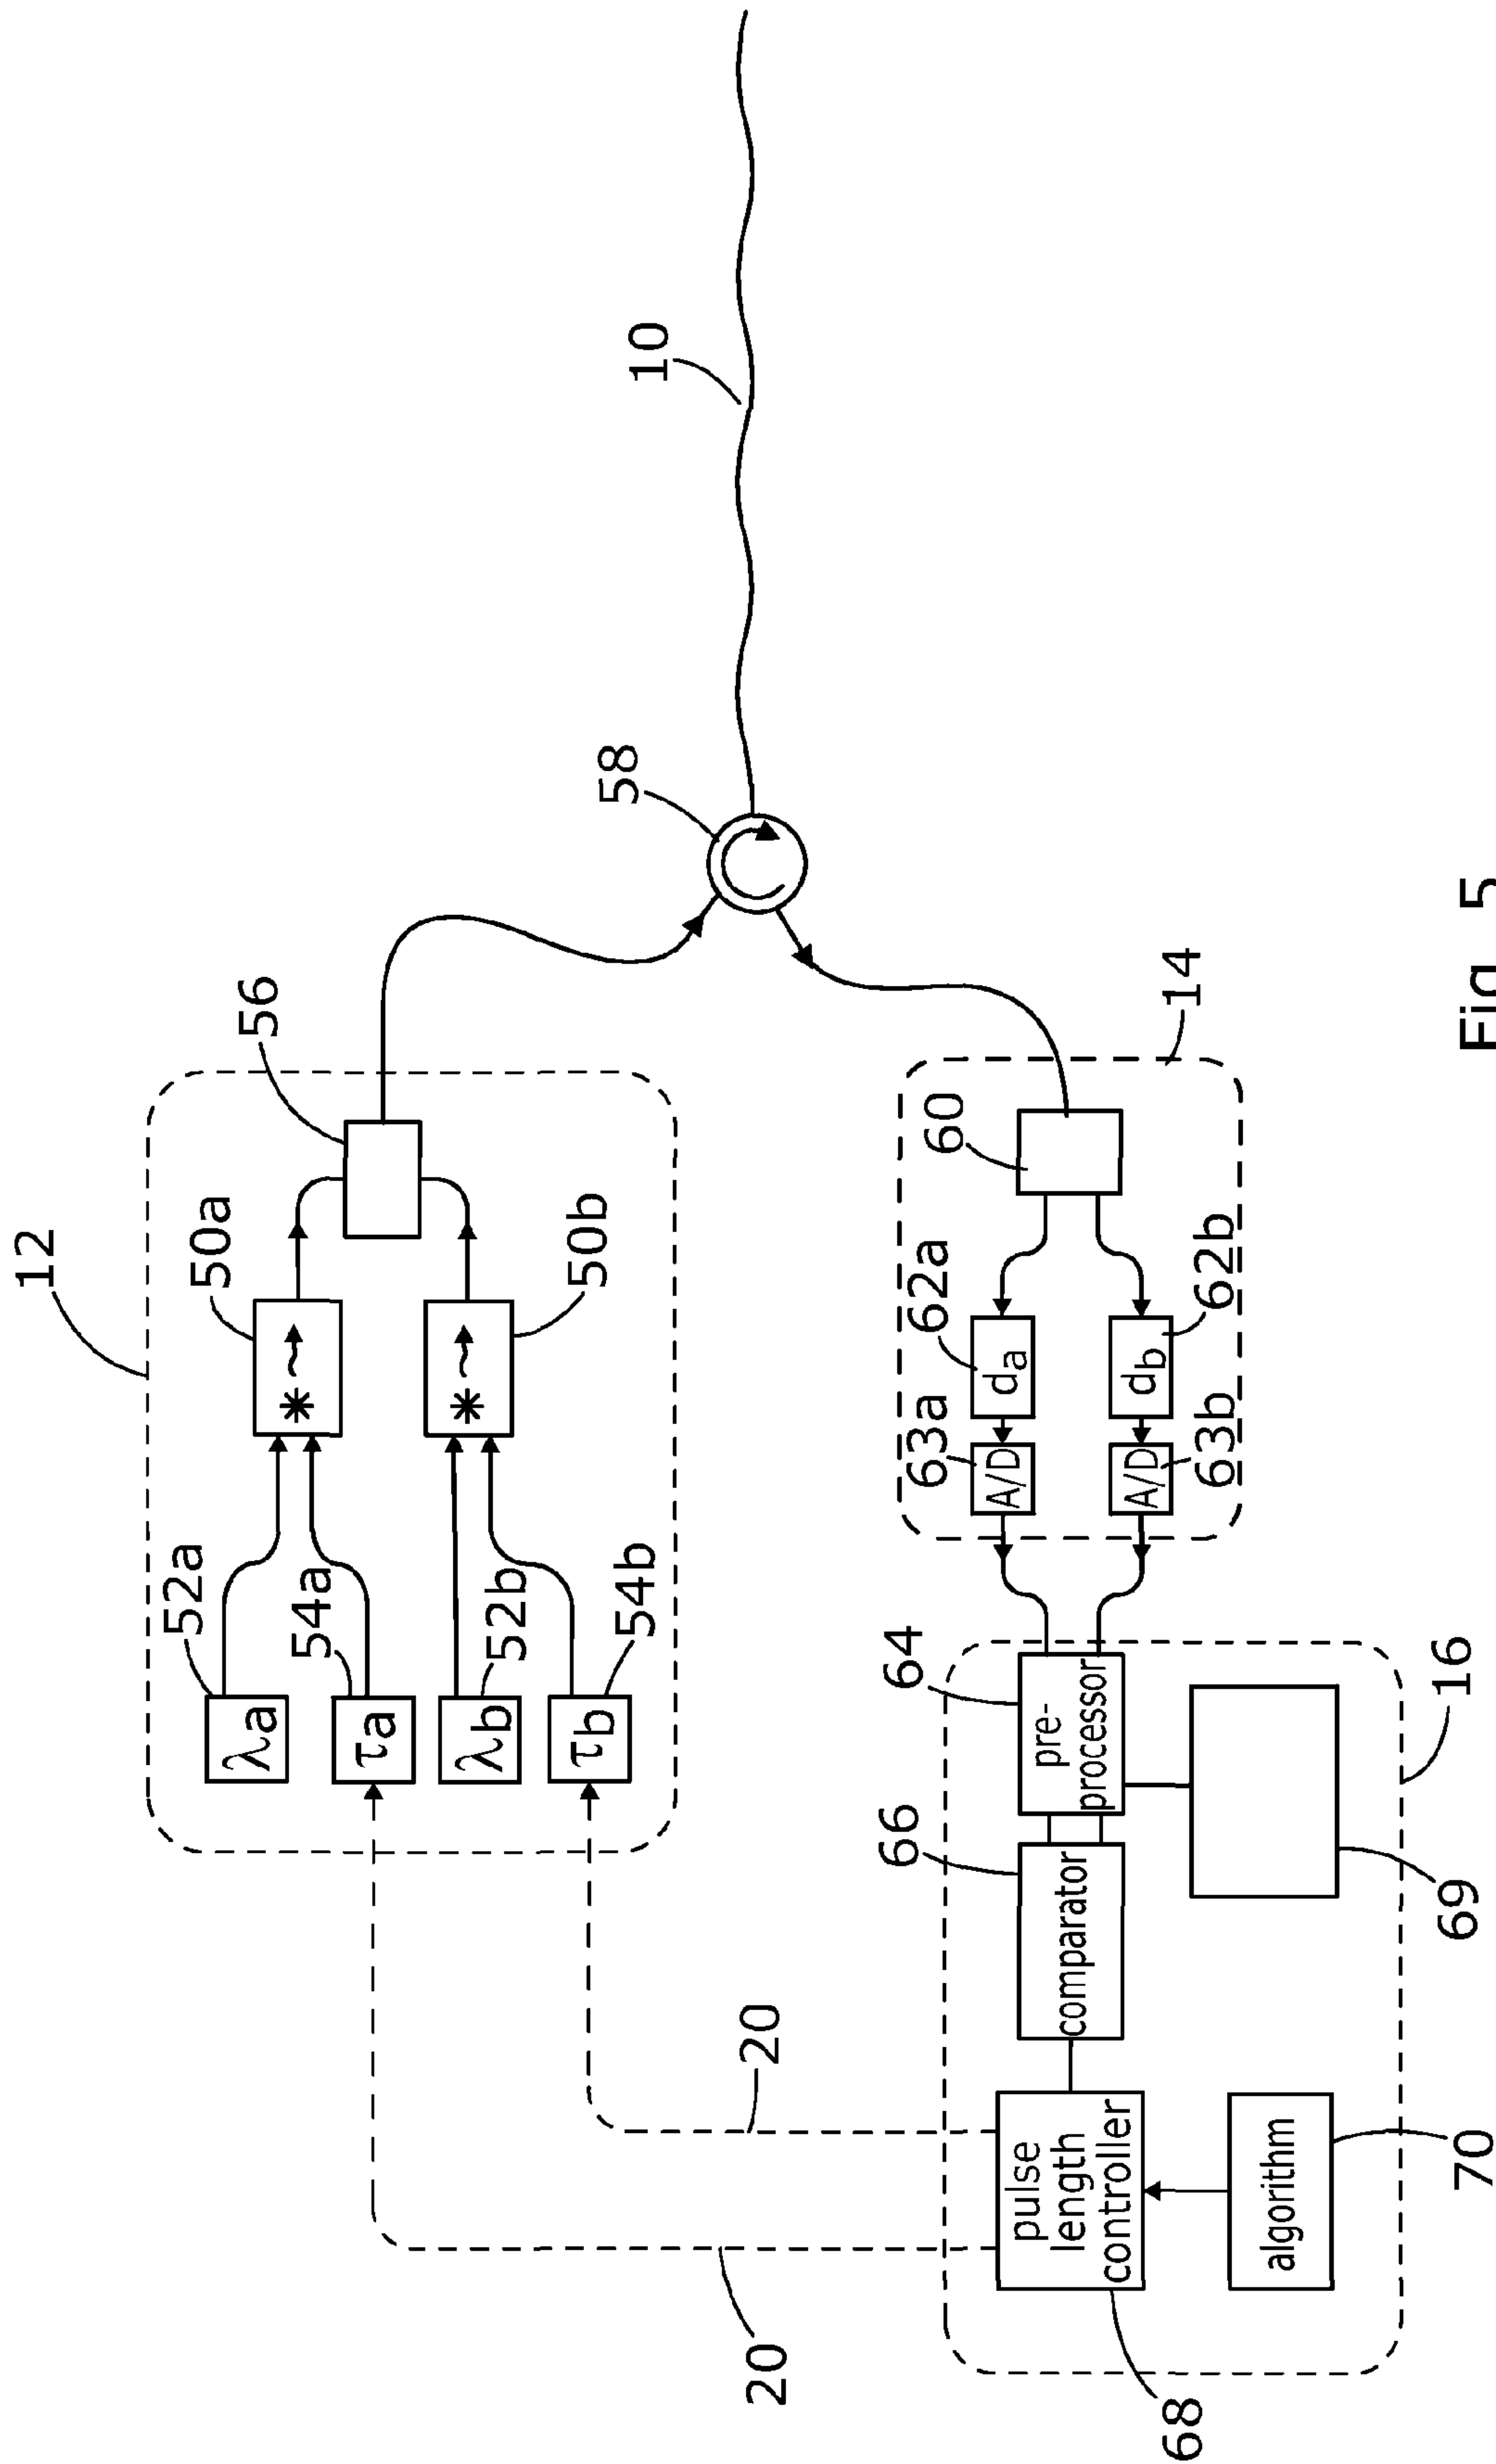 12
52a
λa
54a
τa
52b
λb
54b
τb
50a
50b
56
58
10
20
20
68
pulse
length
controller
66
comparator
64
pre-
processor
63a
A/D
62a
da
60
63b
A/D
62b
db
14
algorithm
70
69
16
Fig. 5